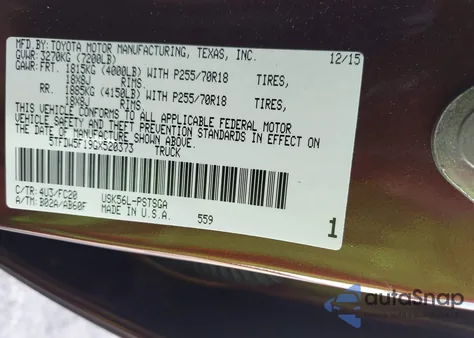 MFD. BY: TOYOTA MOTOR MANUFACTURING, TEXAS, INC. 12/15
GVWR: 3270KG (7200LB)
GAWR: FRT. 1815KG (4000LB) WITH P255/70R18 TIRES,
18X8J RIMS
RR. 1885KG (4150LB) WITH P255/70R18 TIRES,
18X8J RIMS,
THIS VEHICLE CONFORMS TO ALL APPLICABLE FEDERAL MOTOR
VEHICLE SAFETY AND THEFT PREVENTION STANDARDS IN EFFECT ON
THE DATE OF MANUFACTURE SHOWN ABOVE.
5TFDW5F19GX520373 TRUCK
C/TR: 4U3/FC20 USK56L-PSTSGA
A/TM: B02A/AB60F MADE IN U.S.A. 559
1
autoSnap